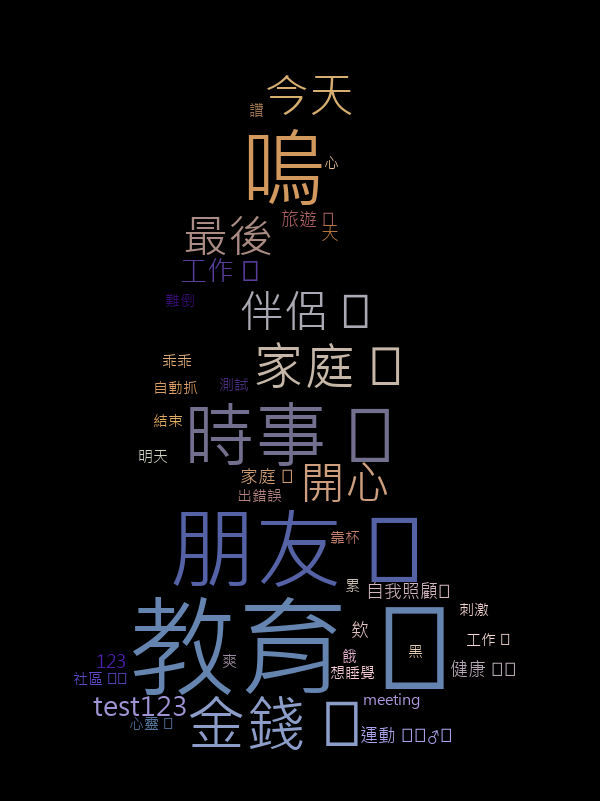 今天
讚
嗚
心
旅遊 𥫗
最後
天
工作
難倒
伴侶
家庭
乖乖
自動抓
測試
時事
結束
明天
家庭
開心
出錯誤
朋友
靠杯
累
自我照顧
教育
刺激
欸
工作
黑
餓
爽
123
想睡覺
健康
社區
test123
金錢
meeting
心靈
運動 ♂